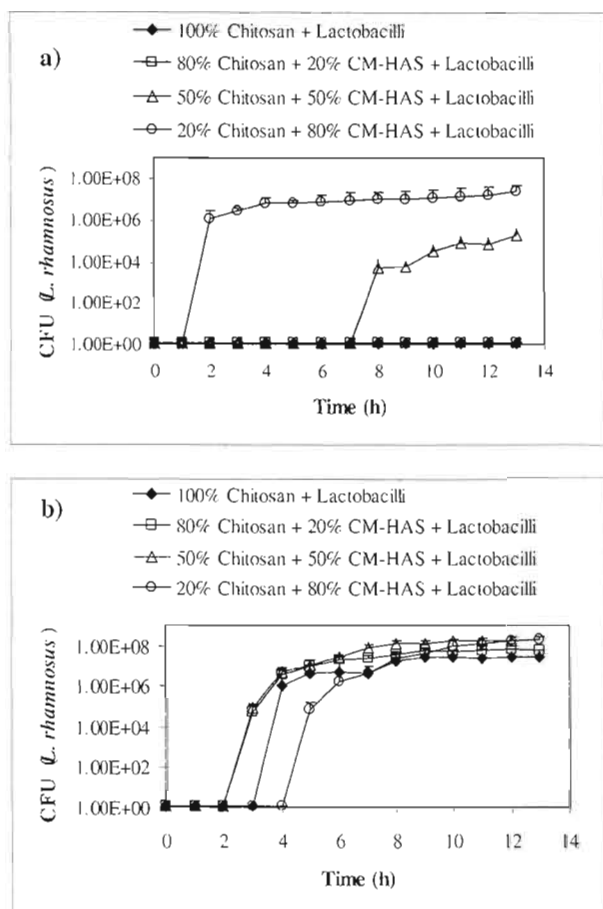 a)
100% Chitosan + Lactobacilli
80% Chitosan + 20% CM-HAS + Lactobacilli
50% Chitosan + 50% CM-HAS + Lactobacilli
20% Chitosan + 80% CM-HAS + Lactobacilli
CFU (L. rhamnosus)
1.00E+08
1.00E+06
1.00E+04
1.00E+02
1.00E+00
0 2 4 6 8 10 12 14
Time (h)
b)
100% Chitosan + Lactobacilli
80% Chitosan + 20% CM-HAS + Lactobacilli
50% Chitosan + 50% CM-HAS + Lactobacilli
20% Chitosan + 80% CM-HAS + Lactobacilli
CFU (L. rhamnosus)
1.00E+08
1.00E+06
1.00E+04
1.00E+02
1.00E+00
0 2 4 6 8 10 12 14
Time (h)